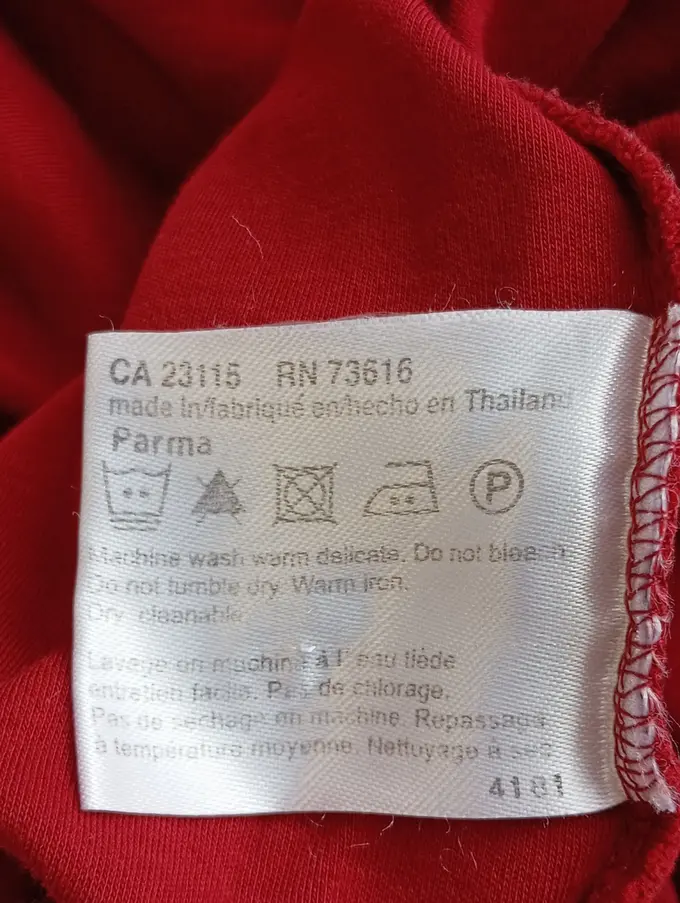 CA 23115 RN 73616
made in/fabriqué en/hecho en Thailand
Parma
P
Machine wash warm delicate. Do not bleach.
Do not tumble dry. Warm iron.
Dry cleanable
Lavage en machine à l'eau tiède
entretien facile. Pas de chlorage.
Pas de séchage en machine. Repassage
à température moyenne. Nettoyage à sec
4181